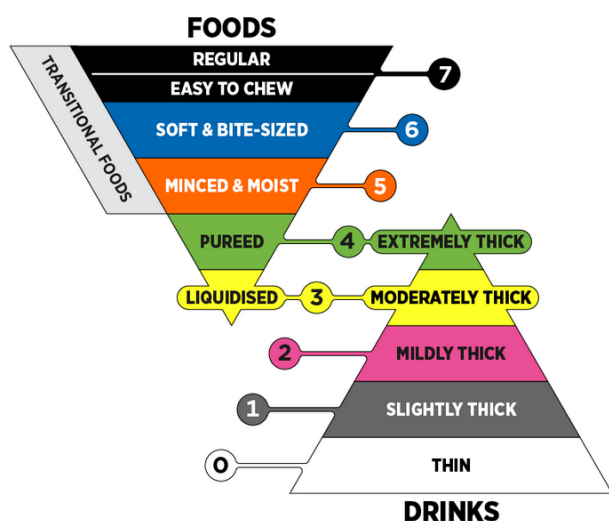 FOODS
REGULAR
7
EASY TO CHEW
TRANSITIONAL FOODS
SOFT & BITE-SIZED
6
MINCED & MOIST
5
PUREED
4
EXTREMELY THICK
LIQUIDISED
3
MODERATELY THICK
2
MILDLY THICK
1
SLIGHTLY THICK
0
THIN
DRINKS